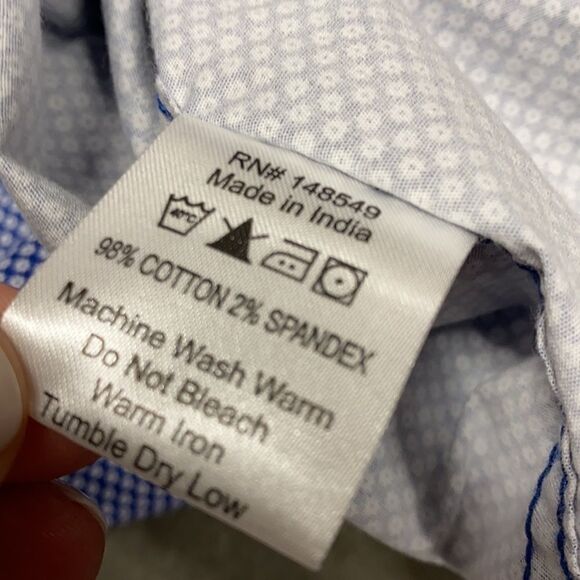 RN# 148549
Made in India
40°C
98% COTTON 2% SPANDEX
Machine Wash Warm
Do Not Bleach
Warm Iron
Tumble Dry Low